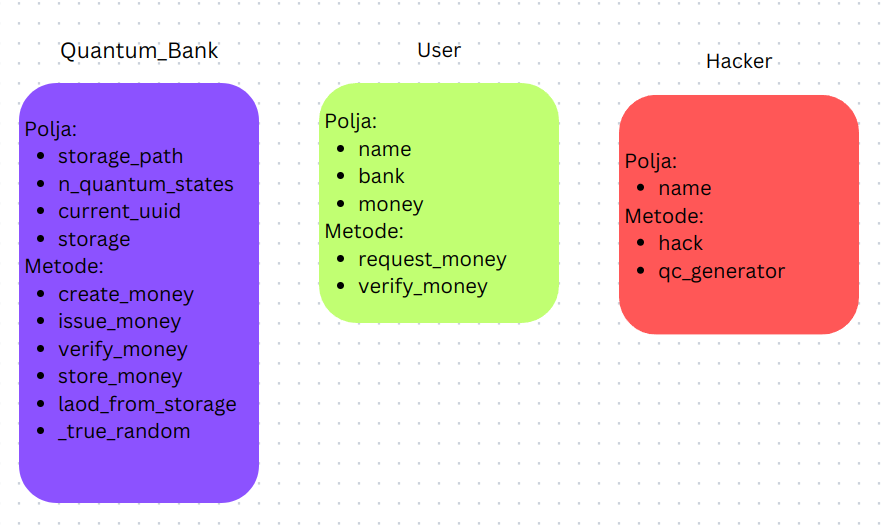 Quantum_Bank
Polja:
• storage_path
• n_quantum_states
• current_uuid
• storage
Metode:
• create_money
• issue_money
• verify_money
• store_money
• laod_from_storage
• _true_random
User
Polja:
• name
• bank
• money
Metode:
• request_money
• verify_money
Hacker
Polja:
• name
Metode:
• hack
• qc_generator